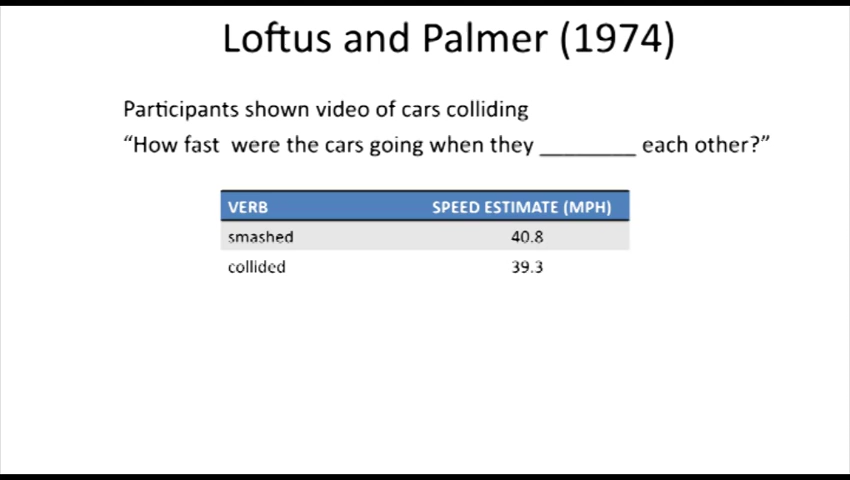 Loftus and Palmer (1974)
Participants shown video of cars colliding
“How fast were the cars going when they ________ each other?”
VERB SPEED ESTIMATE (MPH)
smashed 40.8
collided 39.3